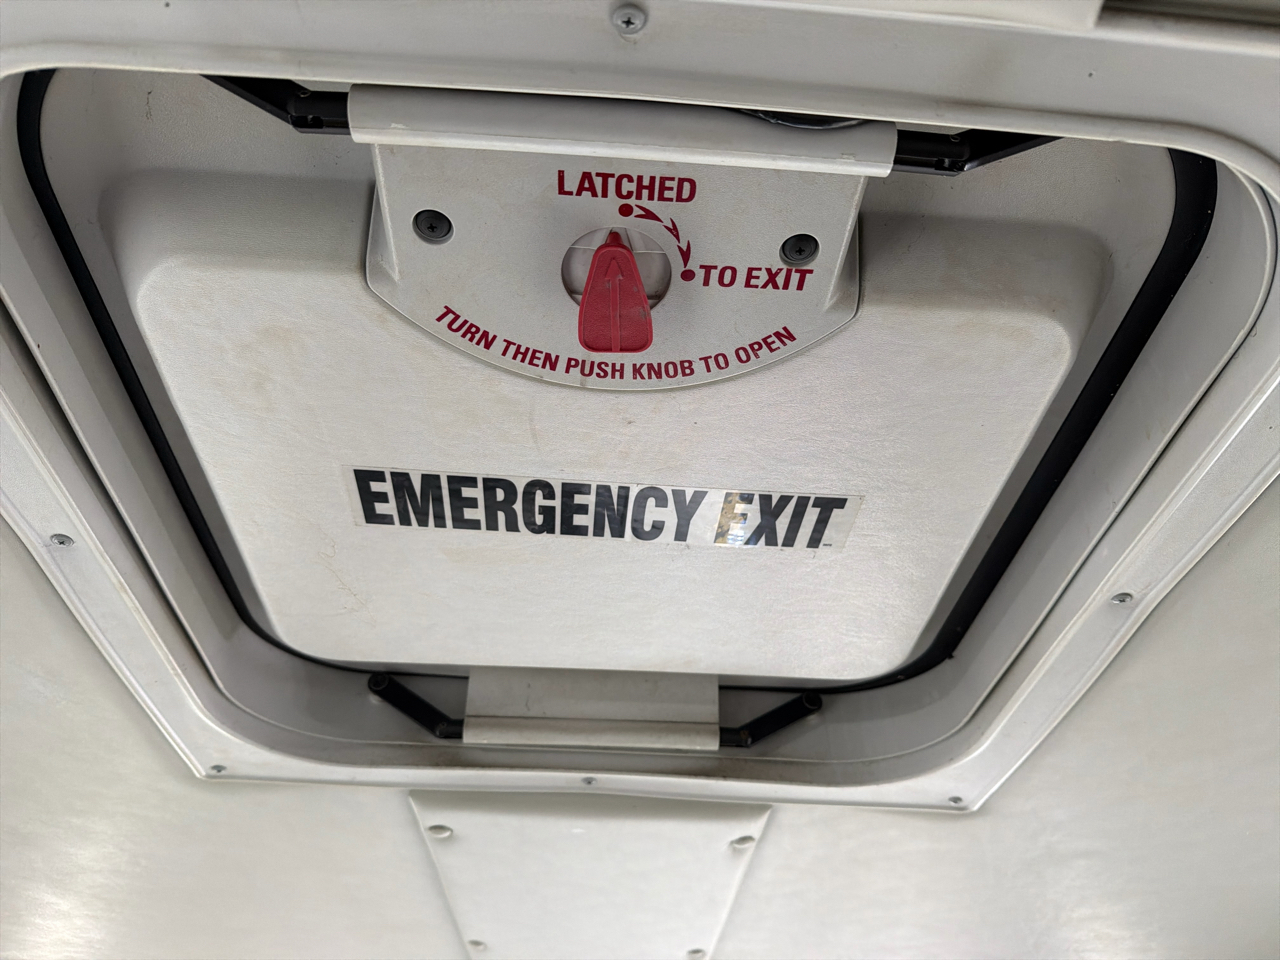 LATCHED
TO EXIT
TURN THEN PUSH KNOB TO OPEN
EMERGENCY EXIT